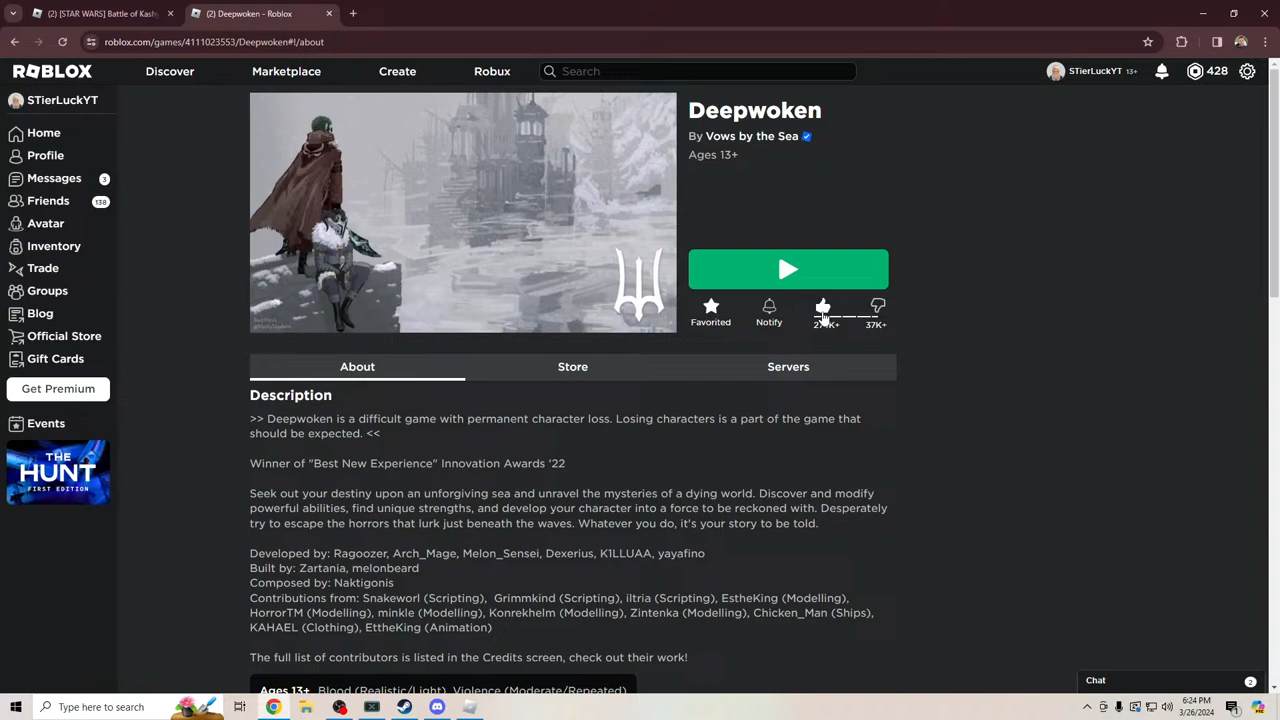 (2) [STAR WARS] Battle of Kashy
(2) Deepwoken - Roblox
roblox.com/games/4111023553/Deepwoken#!/about
ROBLOX
Discover
Marketplace
Create
Robux
Search
STierLuckYT 13+
428
STierLuckYT
Home
Profile
Messages 3
Friends 138
Avatar
Inventory
Trade
Groups
Blog
Official Store
Gift Cards
Get Premium
Events
THE
HUNT
FIRST EDITION
Deepwoken
By Vows by the Sea
Ages 13+
Favorited
Notify
37K+
About
Store
Servers
Description
>> Deepwoken is a difficult game with permanent character loss. Losing characters is a part of the game that
should be expected. <<
Winner of "Best New Experience" Innovation Awards '22
Seek out your destiny upon an unforgiving sea and unravel the mysteries of a dying world. Discover and modify
powerful abilities, find unique strengths, and develop your character into a force to be reckoned with. Desperately
try to escape the horrors that lurk just beneath the waves. Whatever you do, it's your story to be told.
Developed by: Ragoozer, Arch_Mage, Melon_Sensei, Dexerius, K1LLUAA, yayafino
Built by: Zartania, melonbeard
Composed by: Naktigonis
Contributions from: Snakeworl (Scripting), Grimmkind (Scripting), iltria (Scripting), EstheKing (Modelling),
HorrorTM (Modelling), minkle (Modelling), Konrekhelm (Modelling), Zintenka (Modelling), Chicken_Man (Ships),
KAHAEL (Clothing), EttheKing (Animation)
The full list of contributors is listed in the Credits screen, check out their work!
Ages 13+ Blood (Realistic/Light), Violence (Moderate/Repeated)
Chat
2
Type here to search
6:24 PM
3/26/2024